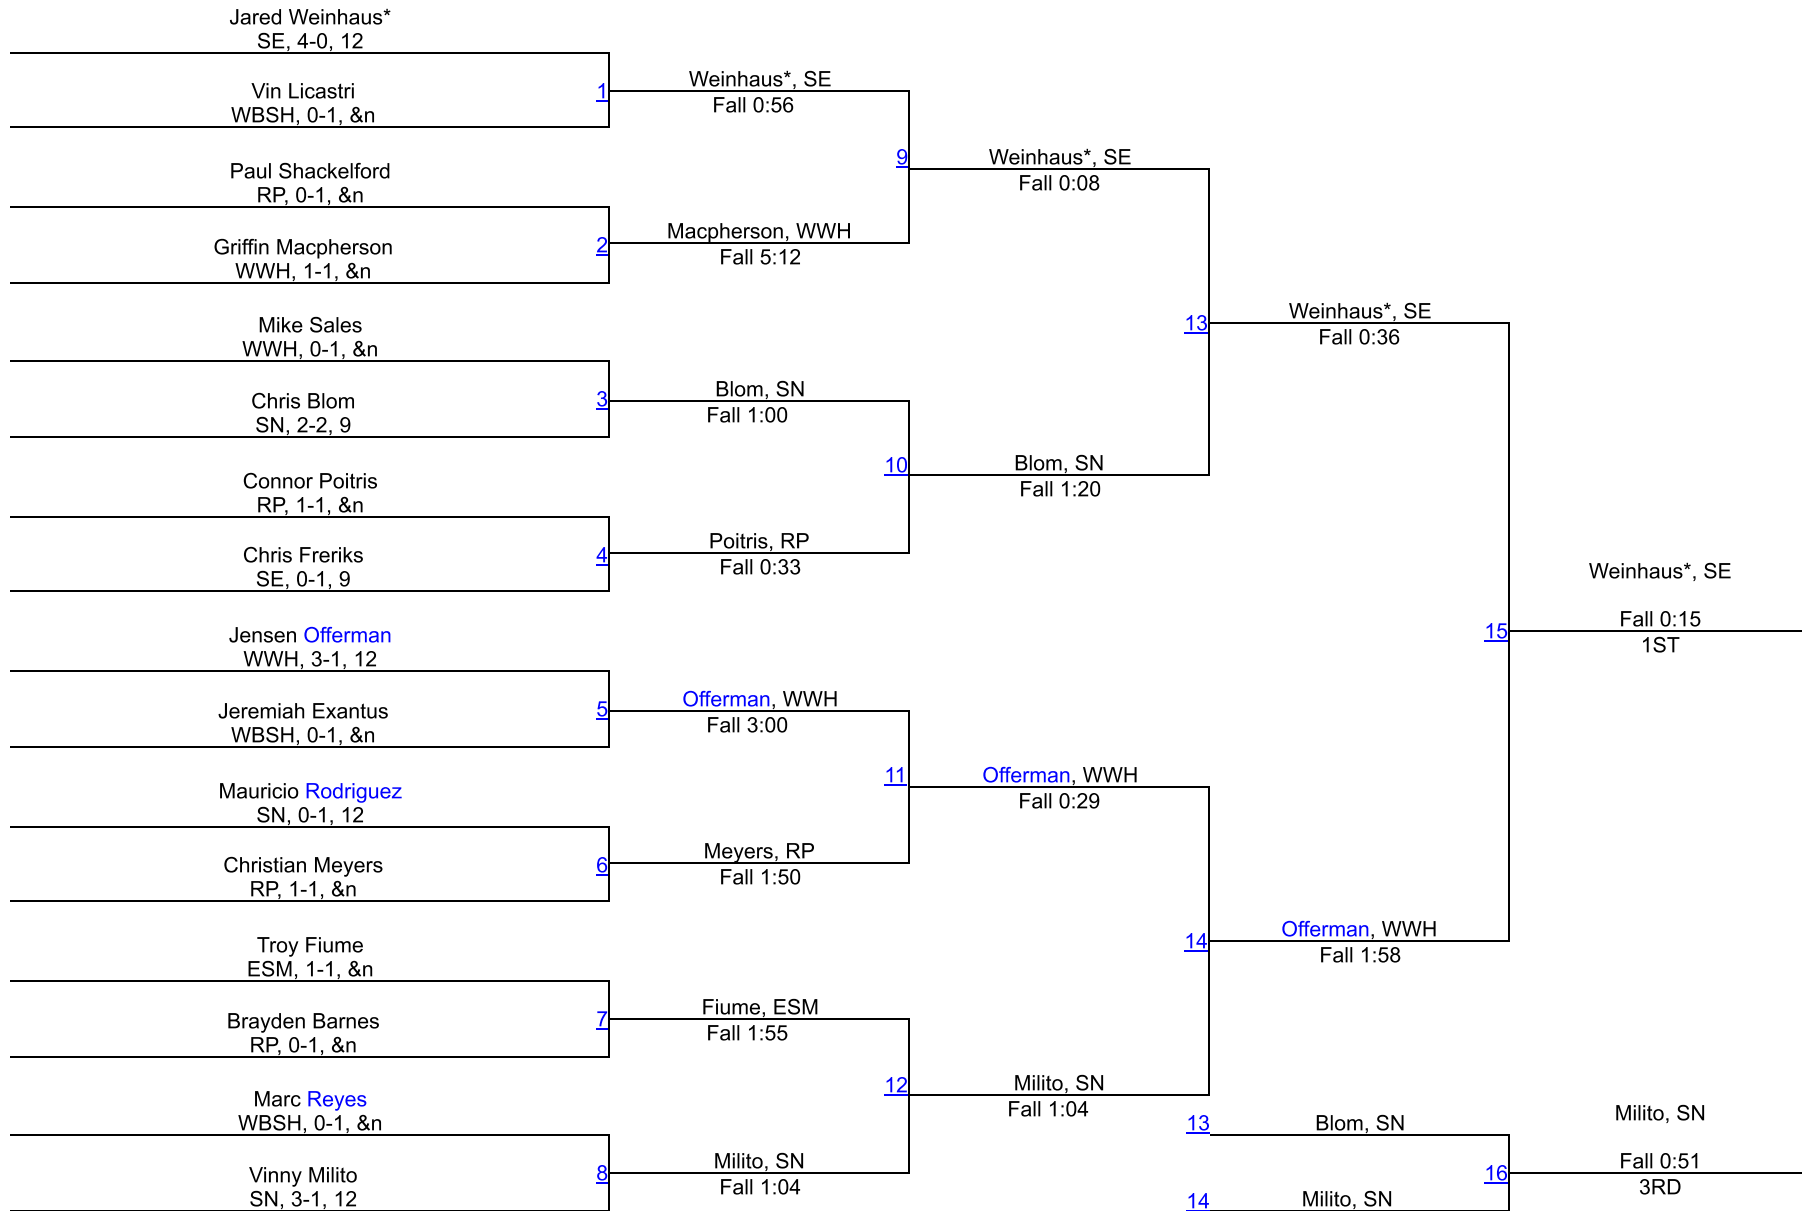 Jared Weinhaus*
SE, 4-0, 12
Vin Licastri
WBSH, 0-1, &n
1
Paul Shackelford
RP, 0-1, &n
Griffin Macpherson
WWH, 1-1, &n
2
Mike Sales
WWH, 0-1, &n
Chris Blom
SN, 2-2, 9
3
Connor Poitris
RP, 1-1, &n
Chris Freriks
SE, 0-1, 9
4
Jensen Offerman
WWH, 3-1, 12
Jeremiah Exantus
WBSH, 0-1, &n
5
Mauricio Rodriguez
SN, 0-1, 12
Christian Meyers
RP, 1-1, &n
6
Troy Fiume
ESM, 1-1, &n
Brayden Barnes
RP, 0-1, &n
7
Marc Reyes
WBSH, 0-1, &n
Vinny Milito
SN, 3-1, 12
8
Weinhaus*, SE
Fall 0:56
9
Macpherson, WWH
Fall 5:12
Blom, SN
Fall 1:00
10
Poitris, RP
Fall 0:33
Offerman, WWH
Fall 3:00
11
Meyers, RP
Fall 1:50
Fiume, ESM
Fall 1:55
12
Milito, SN
Fall 1:04
Weinhaus*, SE
Fall 0:08
13
Blom, SN
Fall 1:20
Offerman, WWH
Fall 0:29
14
Milito, SN
Fall 1:04
Weinhaus*, SE
Fall 0:36
15
Offerman, WWH
Fall 1:58
Weinhaus*, SE
Fall 0:15
1ST
13
Blom, SN
16
14
Milito, SN
Milito, SN
Fall 0:51
3RD